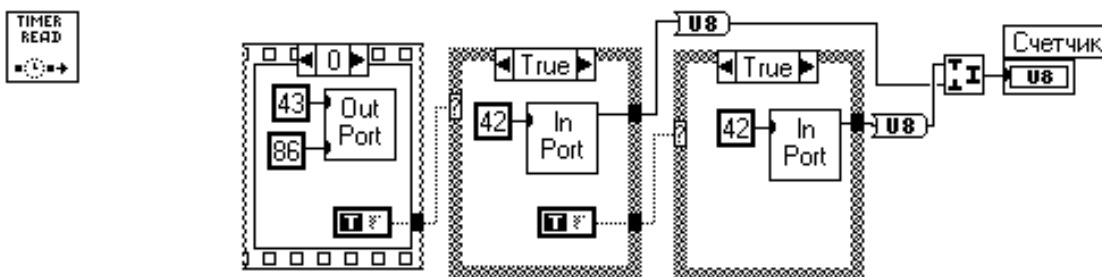 TIMER
READ
0
43
86
Out
Port
T
True
42
In
Port
T
U8
True
42
In
Port
U8
Счетчик
U8